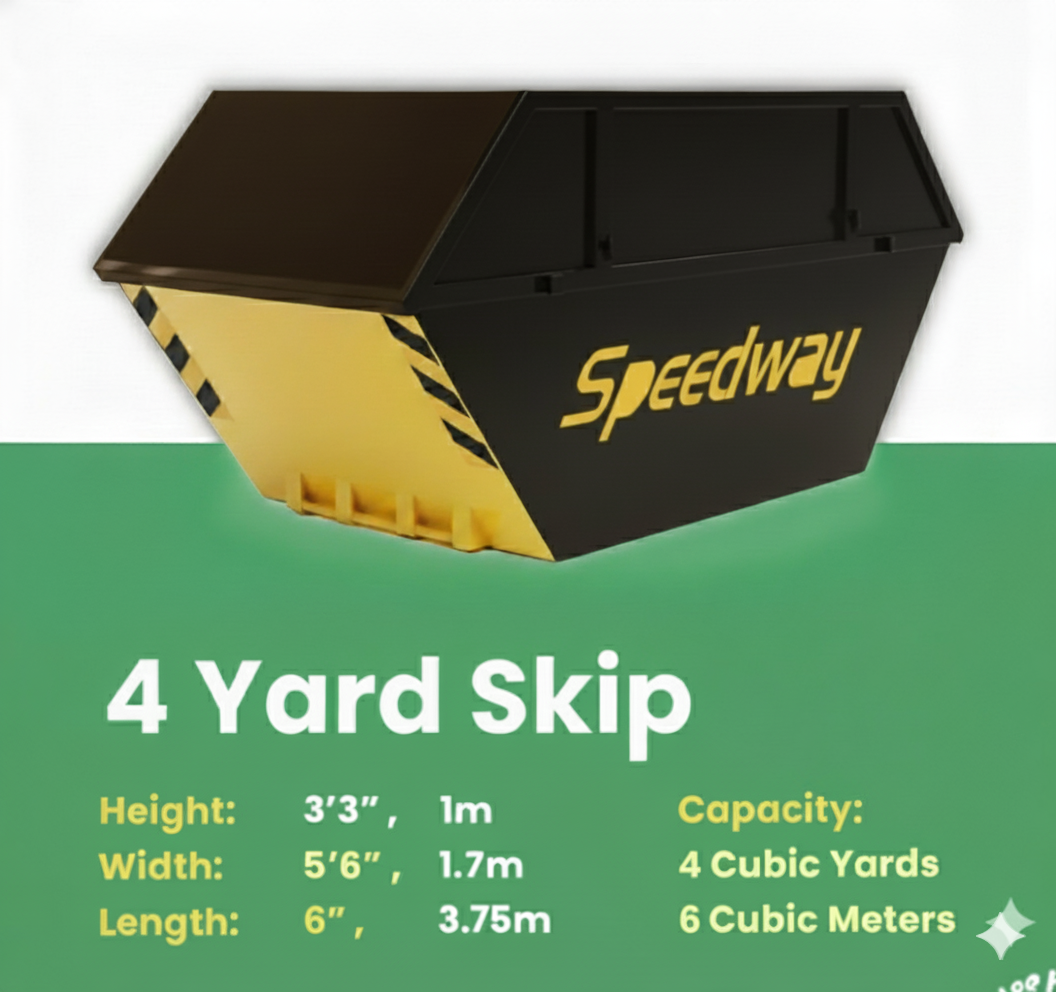 Speedway
4 Yard Skip
Height: 3'3" , 1m
Width: 5'6" , 1.7m
Length: 6" , 3.75m
Capacity:
4 Cubic Yards
6 Cubic Meters